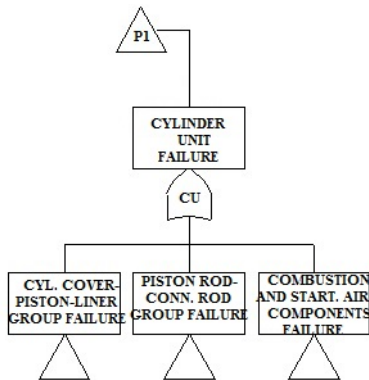 P1
CYLINDER
UNIT
FAILURE
CU
CYL. COVER-
PISTON-LINER
GROUP FAILURE
PISTON ROD-
CONN. ROD
GROUP FAILURE
COMBUSTION
AND START. AIR
COMPONENTS
FAILURE